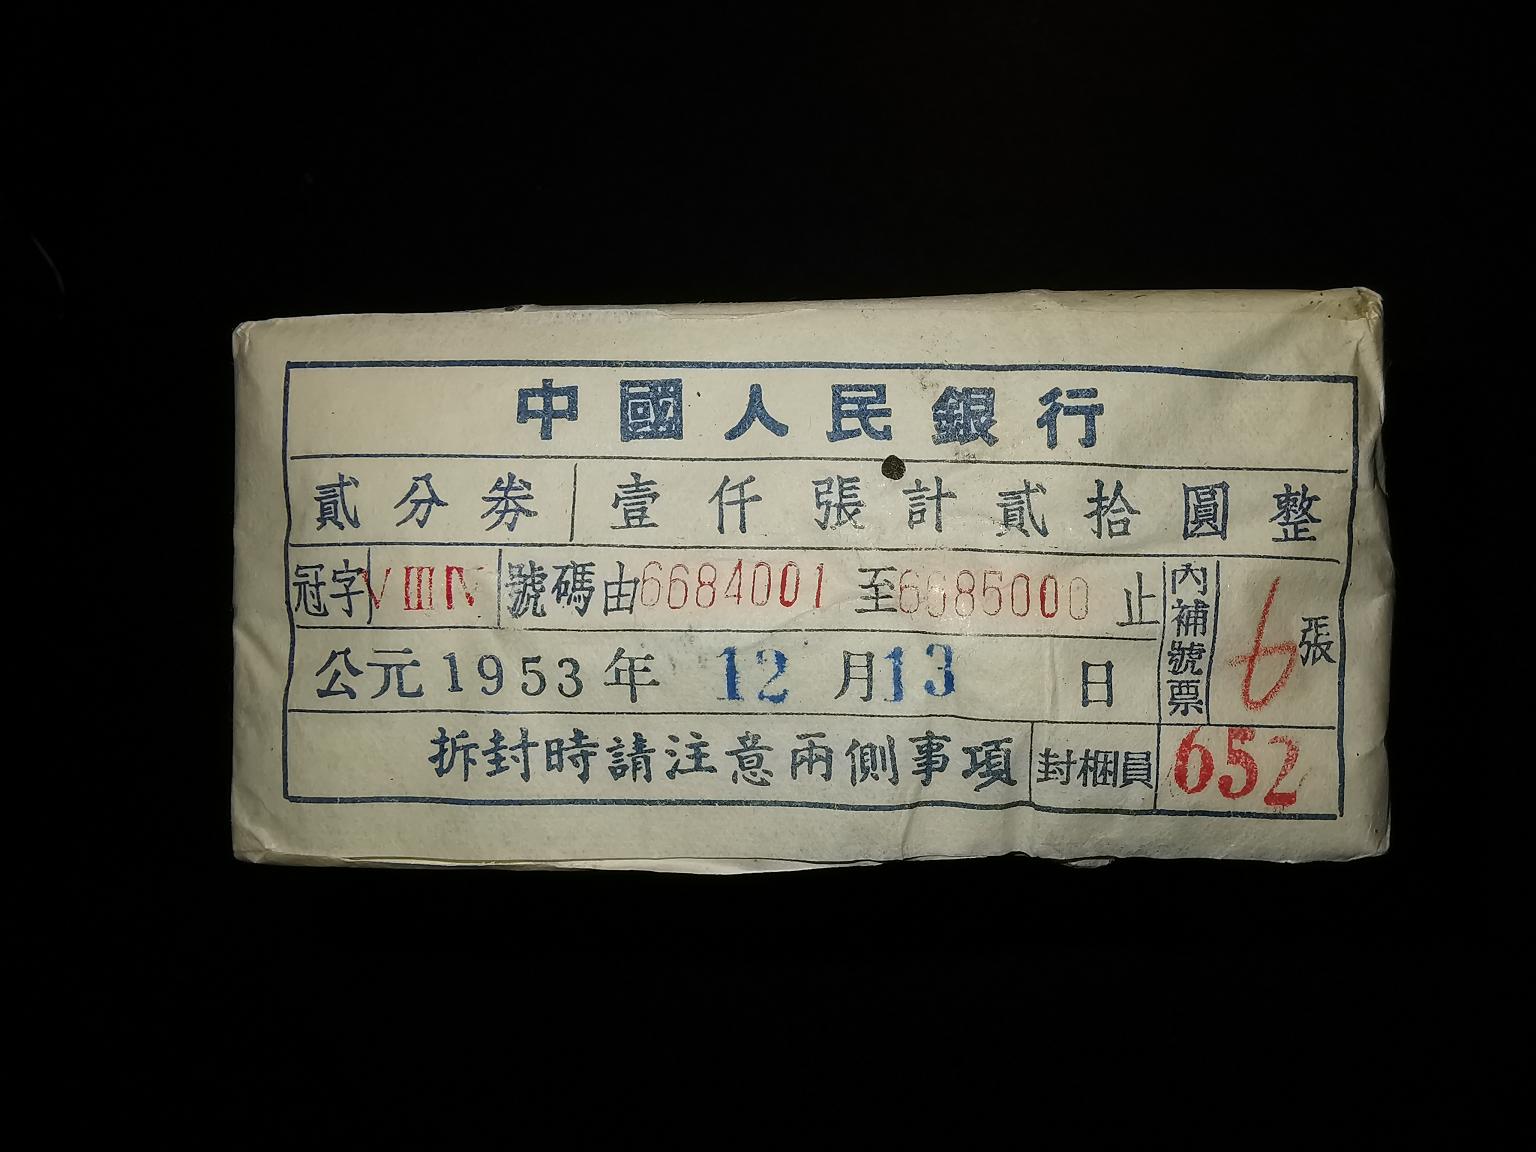 中國人民銀行
貳分券 壹仟張計貳拾圓整
冠字 V III IV 號碼由6684001 至6685000 止
內補號票 6 張
公元1953年 12 月13 日
拆封時請注意兩側事項 封捆員 652